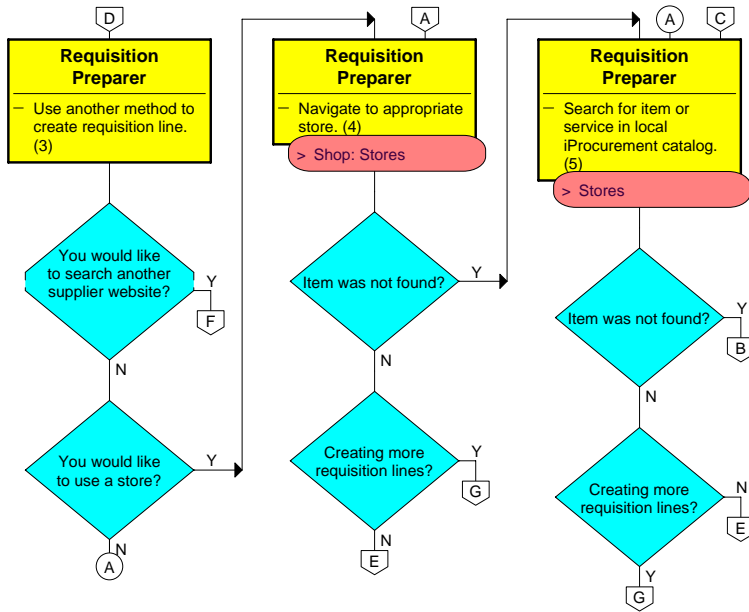 D
Requisition
Preparer
— Use another method to
create requisition line.
(3)
You would like
to search another
supplier website?
Y
F
N
You would like
to use a store?
Y
N
A
A
Requisition
Preparer
— Navigate to appropriate
store. (4)
> Shop: Stores
Item was not found?
Y
N
Creating more
requisition lines?
Y
G
N
E
A
C
Requisition
Preparer
— Search for item or
service in local
iProcurement catalog.
(5)
> Stores
Item was not found?
Y
B
N
Creating more
requisition lines?
N
E
Y
G